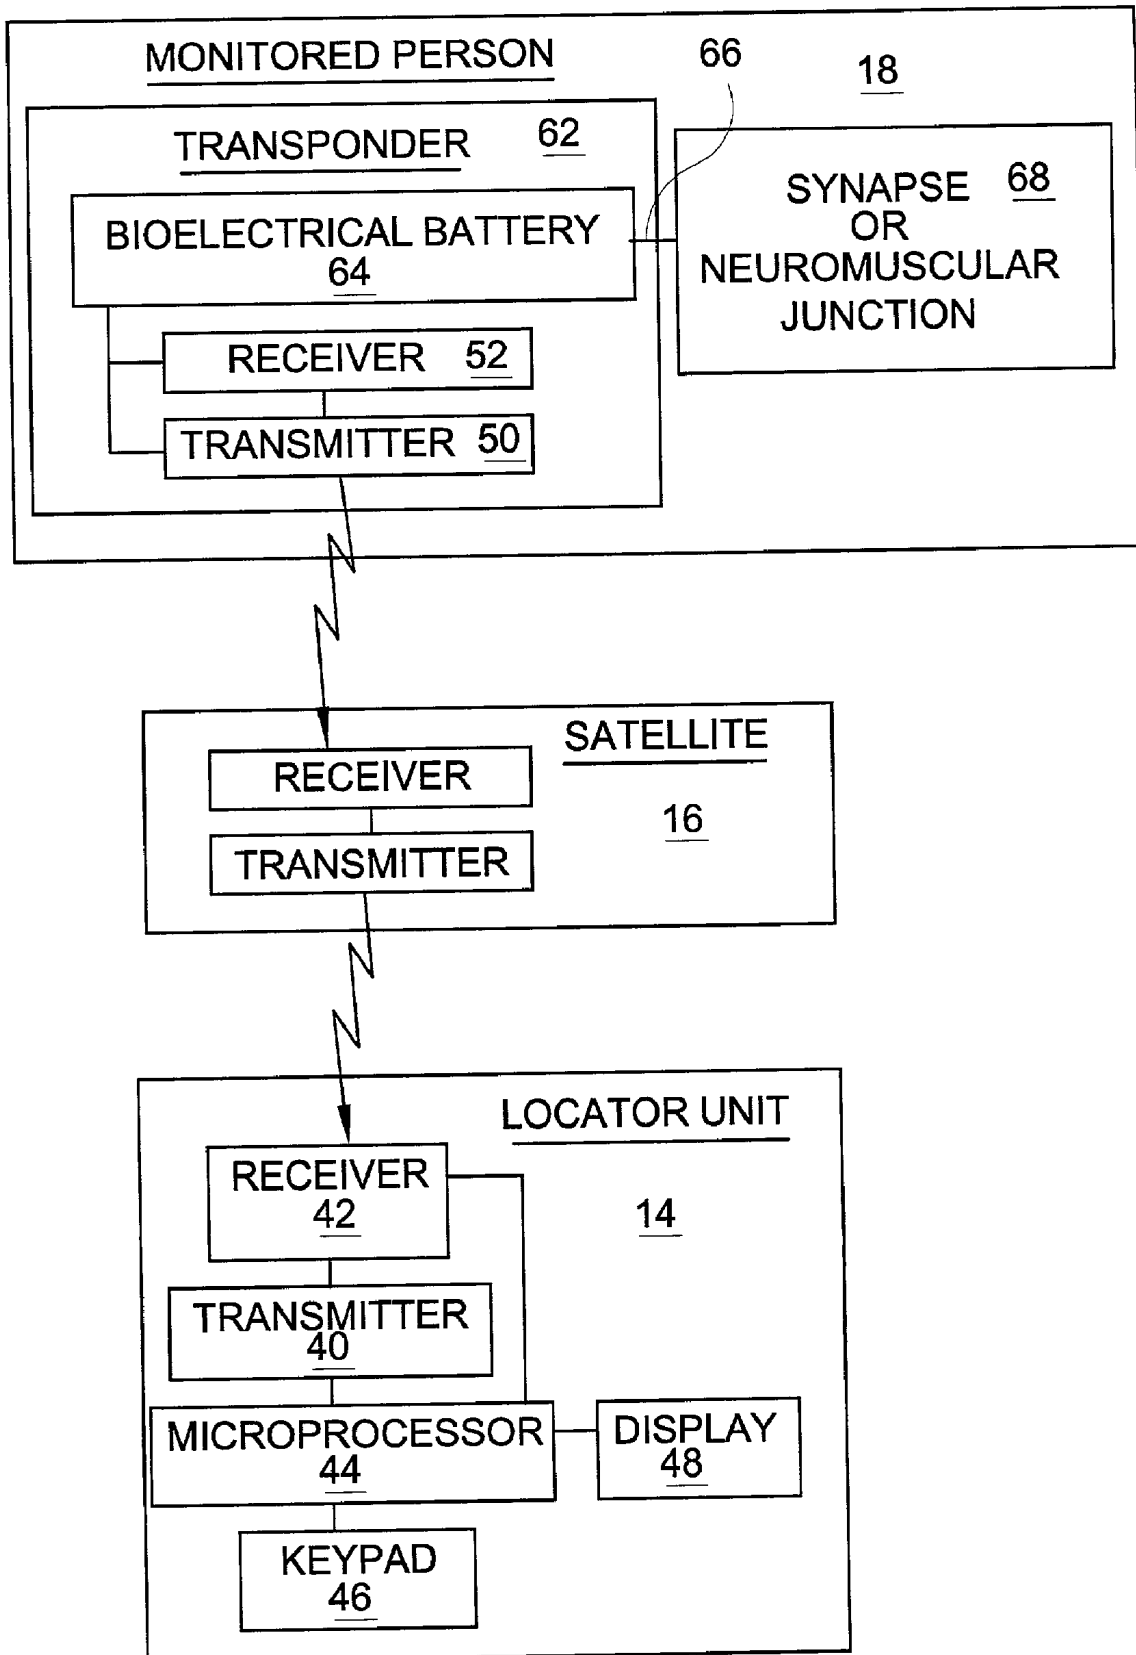 MONITORED PERSON
66
18
TRANSPONDER 62
SYNAPSE 68
OR
NEUROMUSCULAR
JUNCTION
BIOELECTRICAL BATTERY
64
RECEIVER 52
TRANSMITTER 50
SATELLITE
16
RECEIVER
TRANSMITTER
LOCATOR UNIT
14
RECEIVER
42
TRANSMITTER
40
MICROPROCESSOR
44
DISPLAY
48
KEYPAD
46